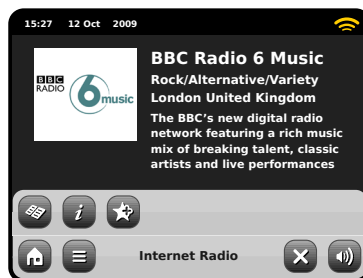 15:27 12 Oct 2009
BBC Radio 6 Music
Rock/Alternative/Variety
London United Kingdom
The BBC's new digital radio
network featuring a rich music
mix of breaking talent, classic
artists and live performances
BBC
RADIO 6 music
i
Internet Radio